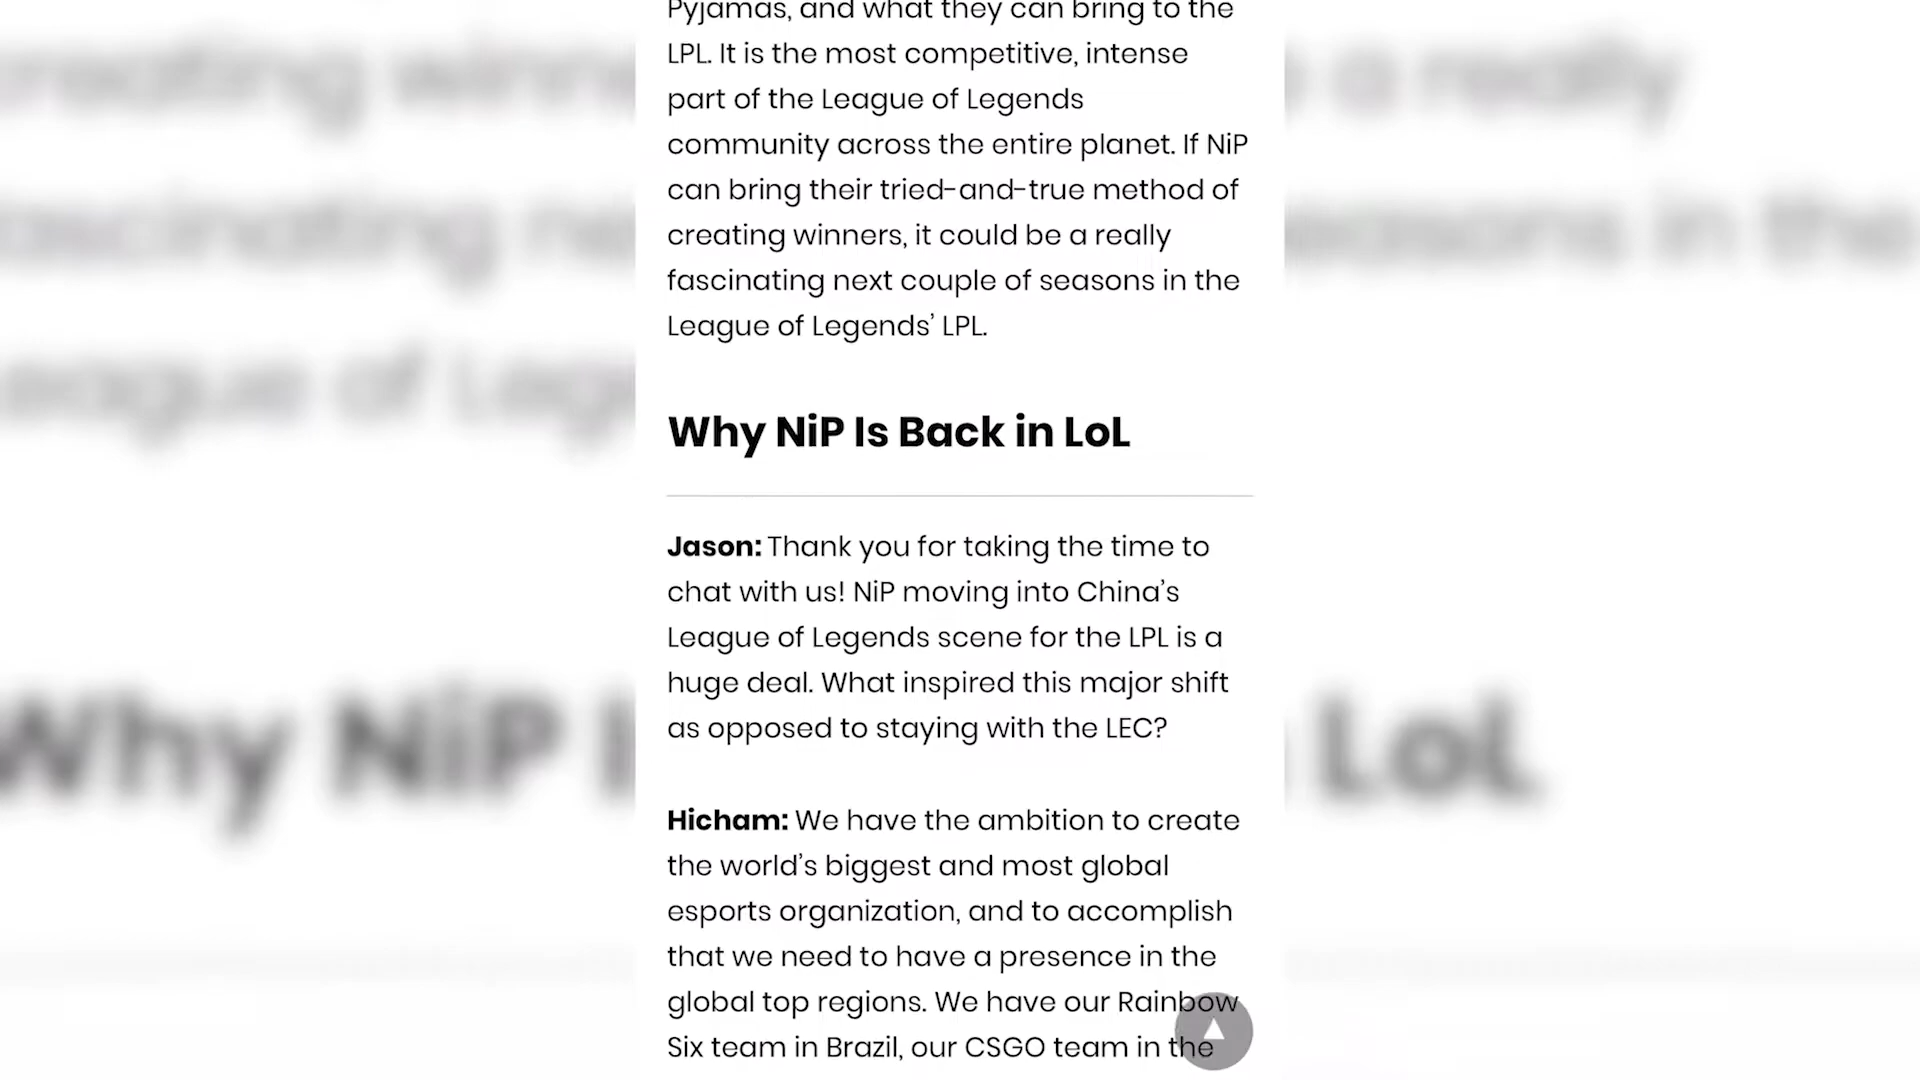 Pyjamas, and what they can bring to the
LPL. It is the most competitive, intense
part of the League of Legends
community across the entire planet. If NiP
can bring their tried-and-true method of
creating winners, it could be a really
fascinating next couple of seasons in the
League of Legends’ LPL.
Why NiP Is Back in LoL
Jason: Thank you for taking the time to
chat with us! NiP moving into China’s
League of Legends scene for the LPL is a
huge deal. What inspired this major shift
as opposed to staying with the LEC?
Hicham: We have the ambition to create
the world’s biggest and most global
esports organization, and to accomplish
that we need to have a presence in the
global top regions. We have our Rainbow
Six team in Brazil, our CSGO team in the